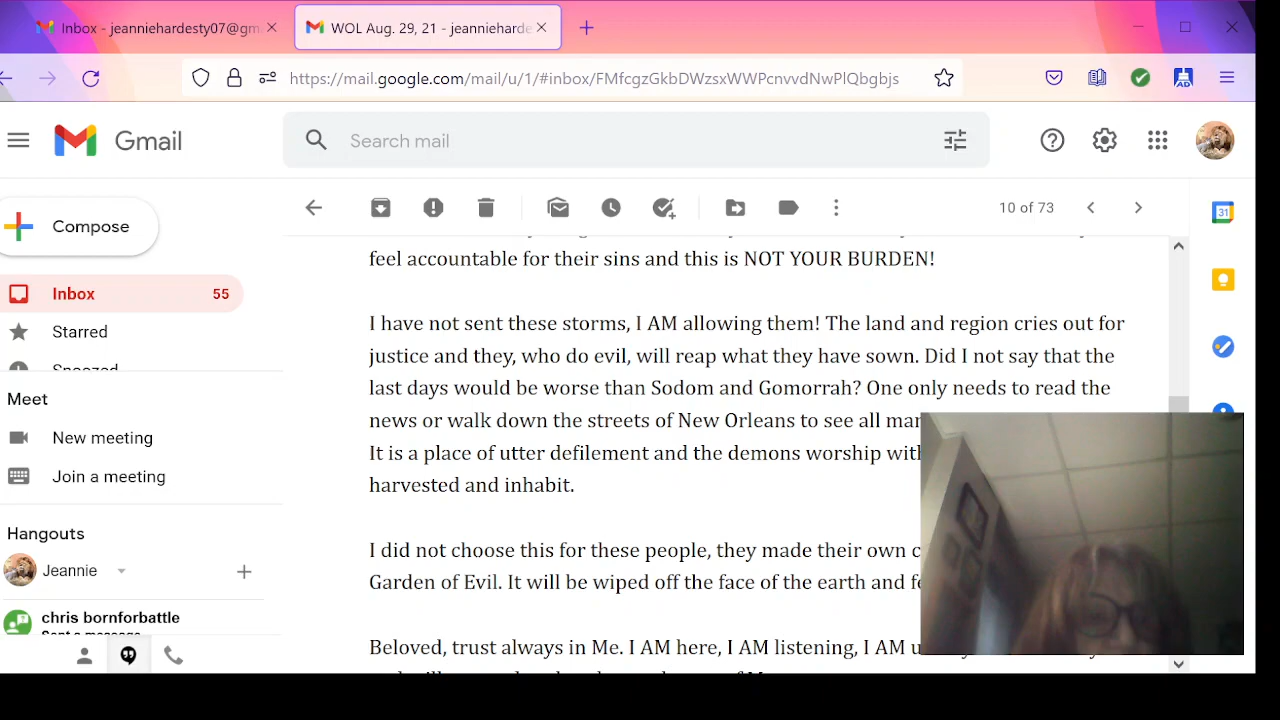 Inbox - jeanniehardesty07@gm
WOL Aug. 29, 21 - jeannieharde
https://mail.google.com/mail/u/1/#inbox/FMfcgzGkbDWzsxWWPcnvvdNwPlQbgbjs
AD
Gmail
Search mail
Compose
10 of 73
31
Inbox 55
Starred
Snoozed
Meet
New meeting
Join a meeting
Hangouts
Jeannie
chris bornforbattle
Sent a message
feel accountable for their sins and this is NOT YOUR BURDEN!
I have not sent these storms, I AM allowing them! The land and region cries out for
justice and they, who do evil, will reap what they have sown. Did I not say that the
last days would be worse than Sodom and Gomorrah? One only needs to read the
news or walk down the streets of New Orleans to see all
It is a place of utter defilement and the demons worship
harvested and inhabit.
I did not choose this for these people, they made their own
Garden of Evil. It will be wiped off the face of the earth and
Beloved, trust always in Me. I AM here, I AM listening, I AM